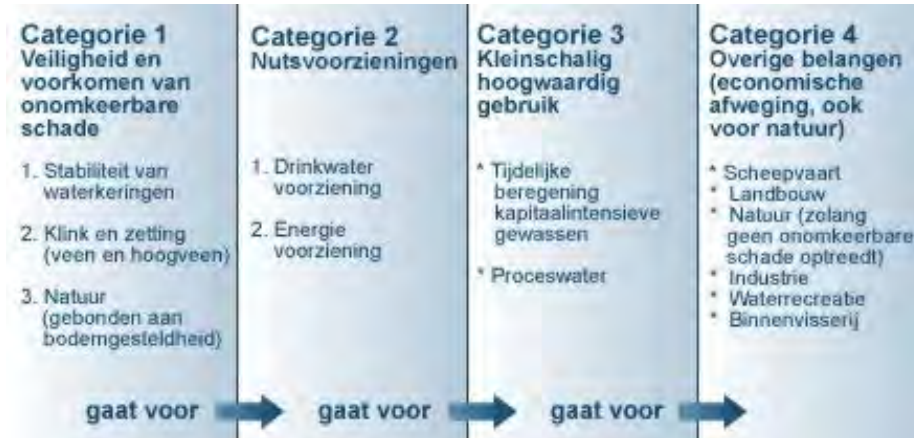 Categorie 1
Veiligheid en
voorkomen van
onomkeerbare
schade
1. Stabiliteit van
waterkeringen
2. Klink en zetting
(veen en hoogveen)
3. Natuur
(gebonden aan
bodemgesteldheid)
gaat voor
Categorie 2
Nutsvoorzieningen
1. Drinkwater
voorziening
2. Energie
voorziening
gaat voor
Categorie 3
Kleinschalig
hoogwaardig
gebruik
* Tijdelijke
beregening
kapitaalintensieve
gewassen
* Proceswater
gaat voor
Categorie 4
Overige belangen
(economische
afweging, ook
voor natuur)
* Scheepvaart
* Landbouw
* Natuur (zolang
geen onomkeerbare
schade optreedt)
* Industrie
* Waterrecreatie
* Binnenvisserij